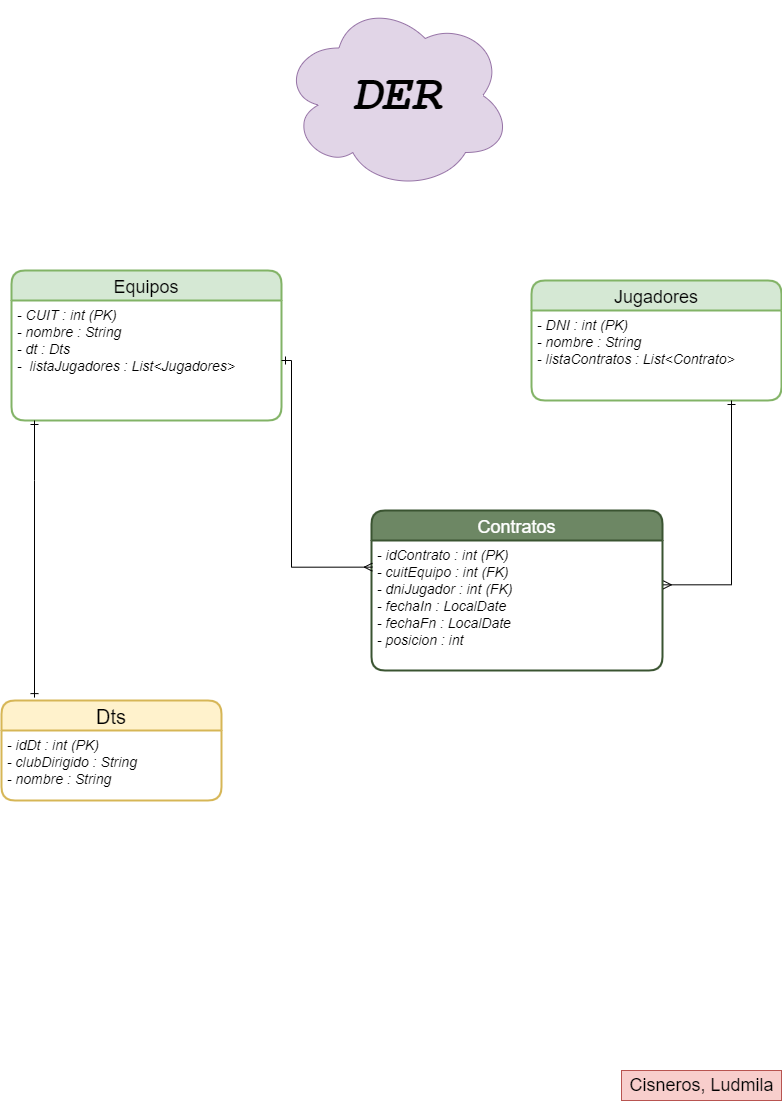 DER
Equipos
- CUIT : int (PK)
- nombre : String
- dt : Dts
- listaJugadores : List<Jugadores>
Jugadores
- DNI : int (PK)
- nombre : String
- listaContratos : List<Contrato>
Contratos
- idContrato : int (PK)
- cuitEquipo : int (FK)
- dniJugador : int (FK)
- fechaIn : LocalDate
- fechaFn : LocalDate
- posicion : int
Dts
- idDt : int (PK)
- clubDirigido : String
- nombre : String
Cisneros, Ludmila